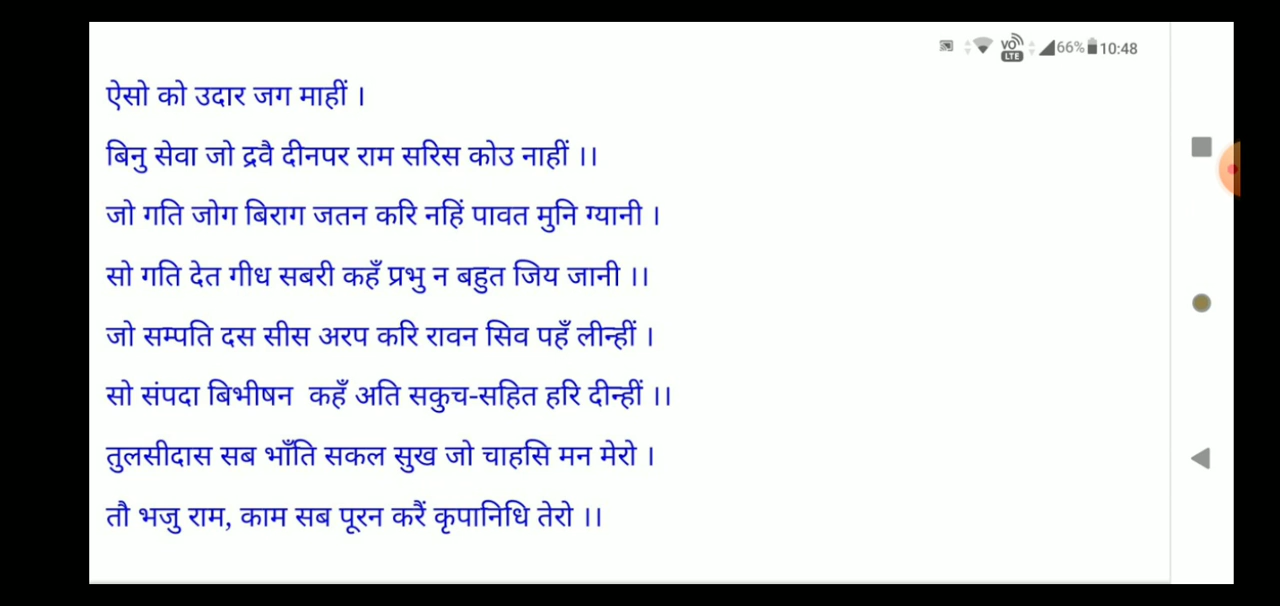 VO LTE 66% 10:48
ऐसो को उदार जग माहीं ।
बिनु सेवा जो द्रवै दीनपर राम सरिस कोउ नाहीं ।।
जो गति जोग बिराग जतन करि नहिं पावत मुनि ग्यानी ।
सो गति देत गीध सबरी कहँ प्रभु न बहुत जिय जानी ।।
जो सम्पति दस सीस अरप करि रावन सिव पहँ लीन्हीं ।
सो संपदा बिभीषन कहँ अति सकुच-सहित हरि दीन्हीं ।।
तुलसीदास सब भाँति सकल सुख जो चाहसि मन मेरो ।
तौ भजु राम, काम सब पूरन करैं कृपानिधि तेरो ।।